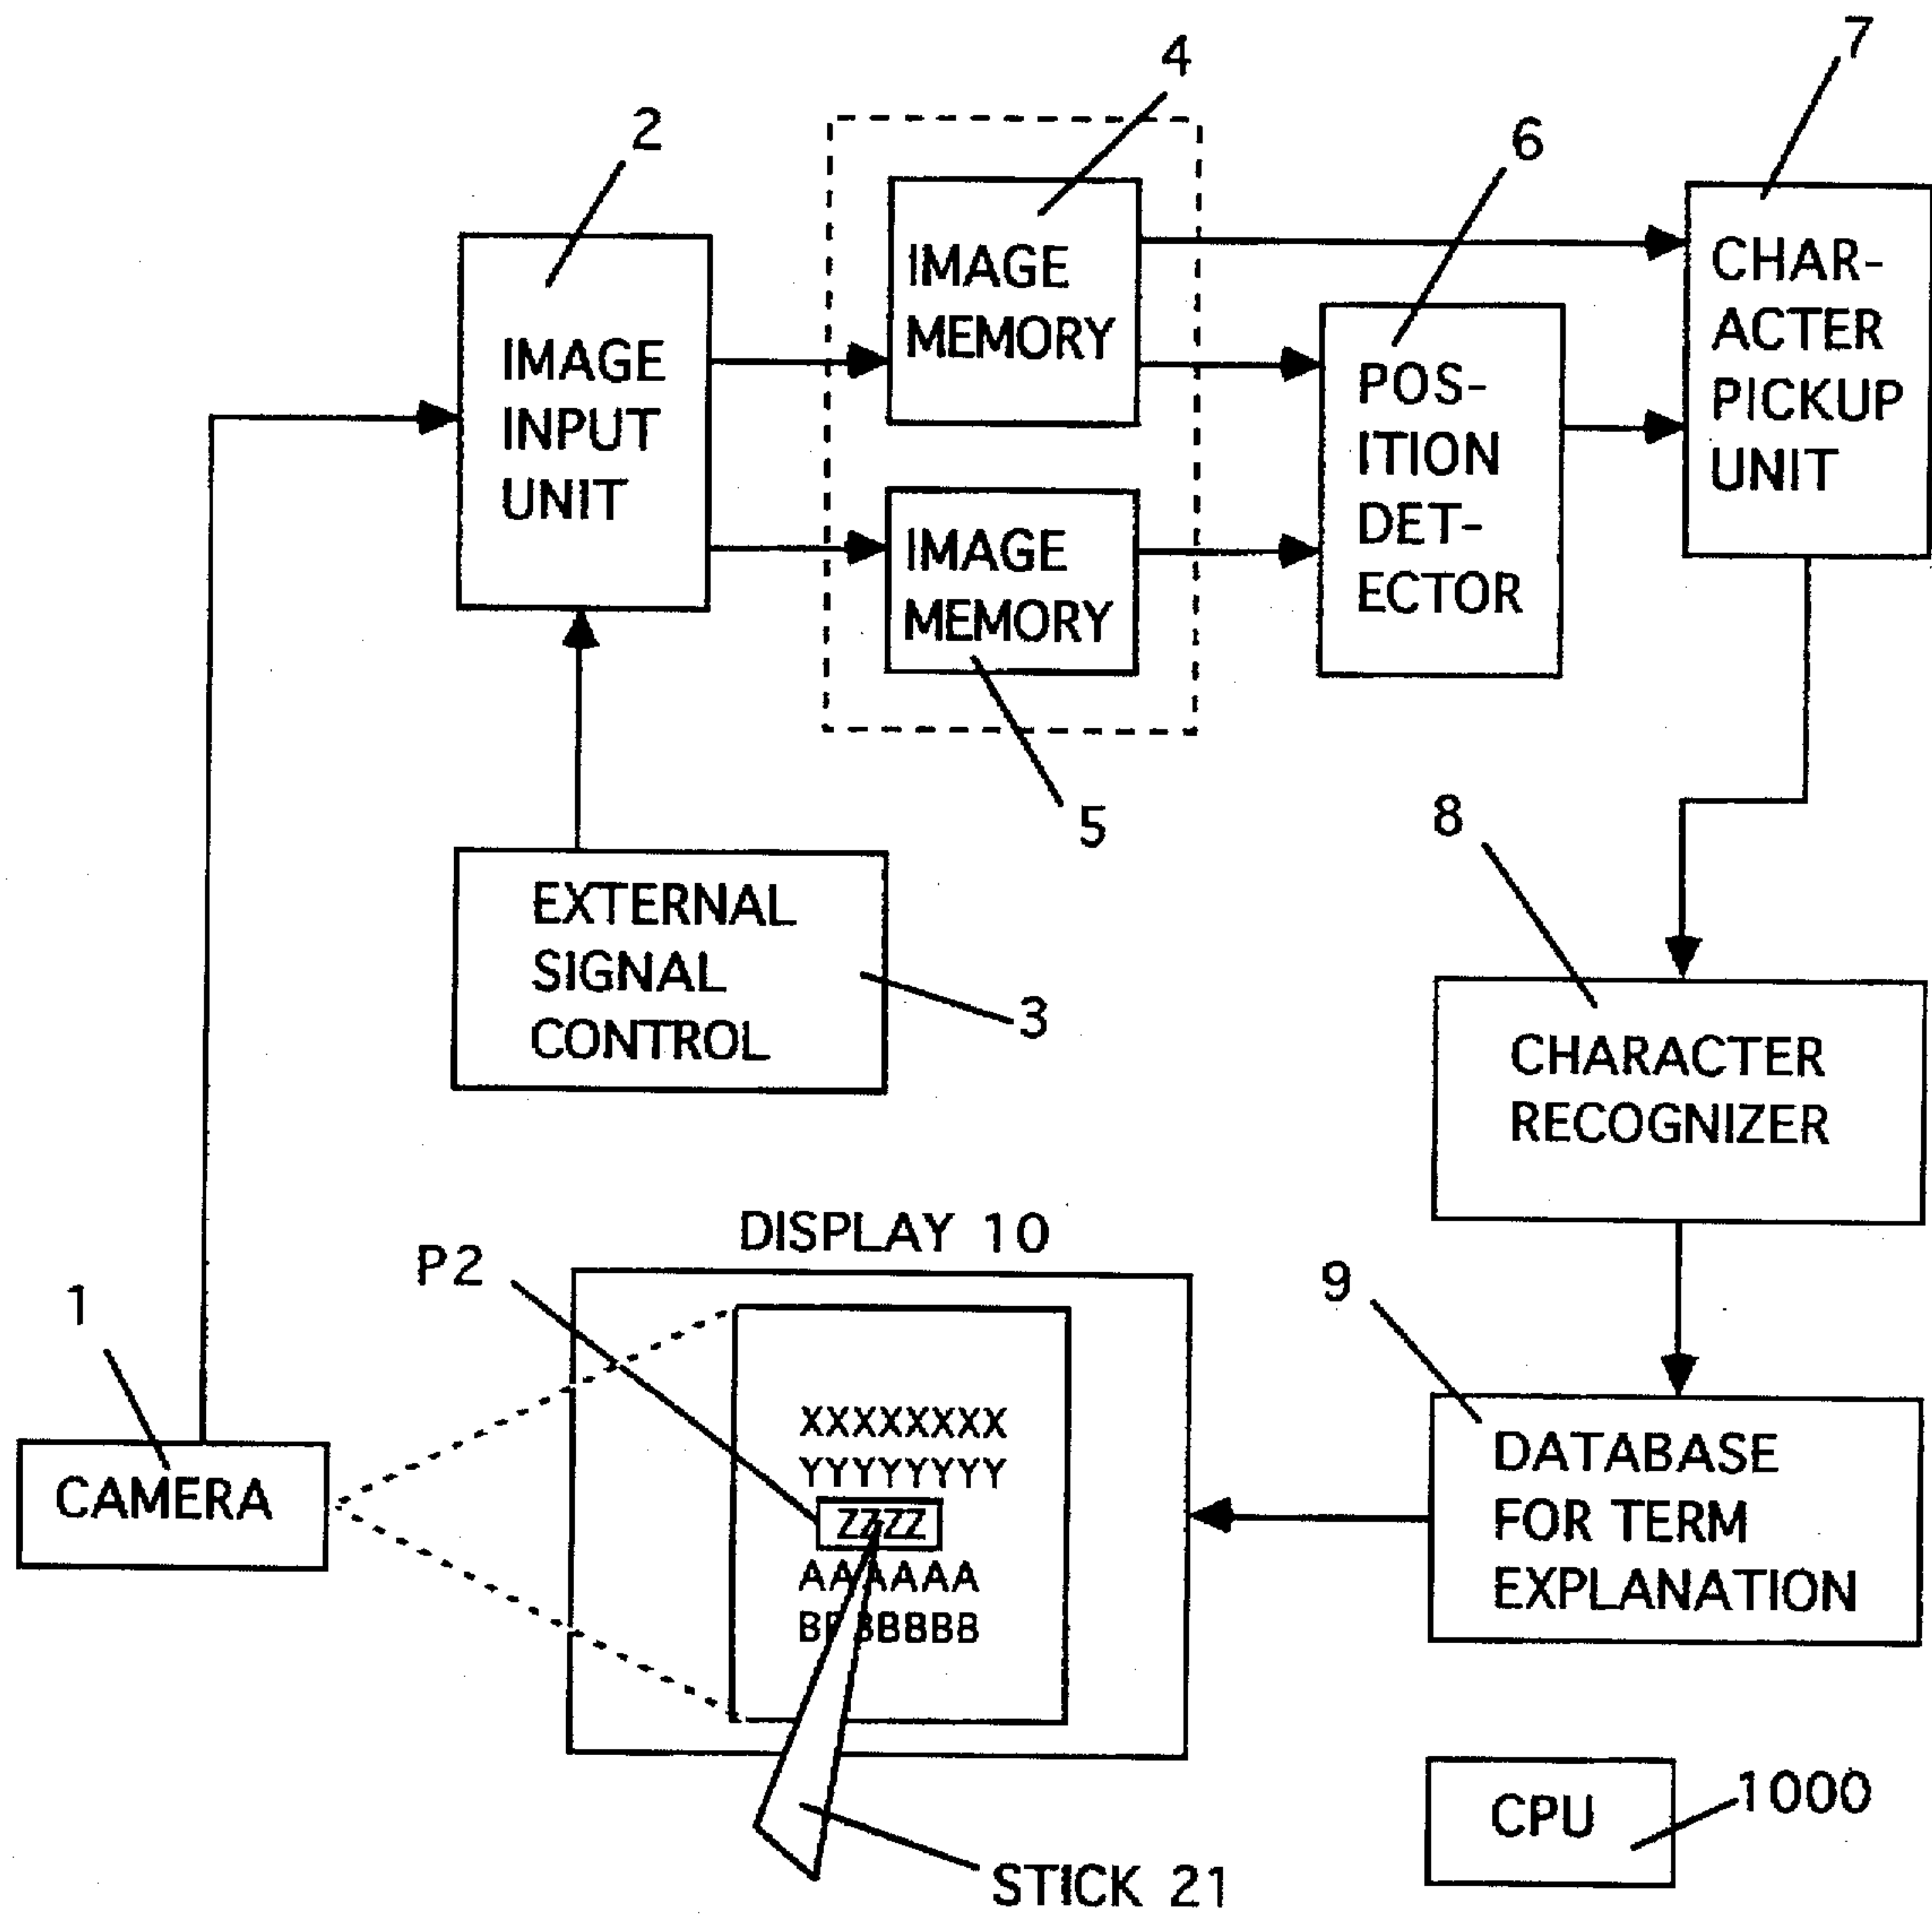 4
7
2
6
IMAGE
MEMORY
CHAR-
ACTER
PICKUP
UNIT
IMAGE
INPUT
UNIT
POS-
ITION
DET-
ECTOR
IMAGE
MEMORY
5
8
EXTERNAL
SIGNAL
CONTROL
3
CHARACTER
RECOGNIZER
DISPLAY 10
P2
9
1
XXXXXXXX
YYYYYYYY
CAMERA
ZZZZ
DATABASE
FOR TERM
EXPLANATION
AAAAAA
BBBBBBB
CPU
1000
STICK 21